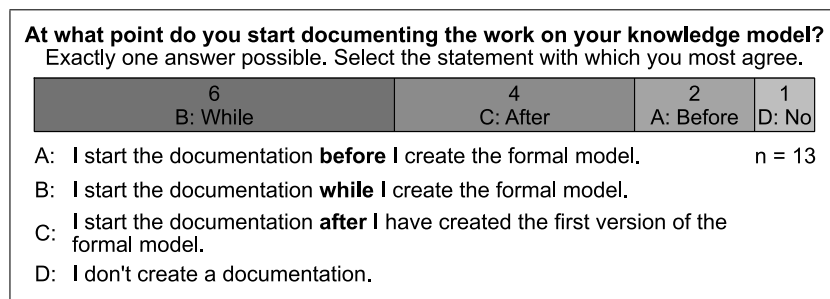 At what point do you start documenting the work on your knowledge model?
Exactly one answer possible. Select the statement with which you most agree.
6 4 2 1
B: While C: After A: Before D: No
A: I start the documentation before I create the formal model. n = 13
B: I start the documentation while I create the formal model.
C: I start the documentation after I have created the first version of the
formal model.
D: I don't create a documentation.